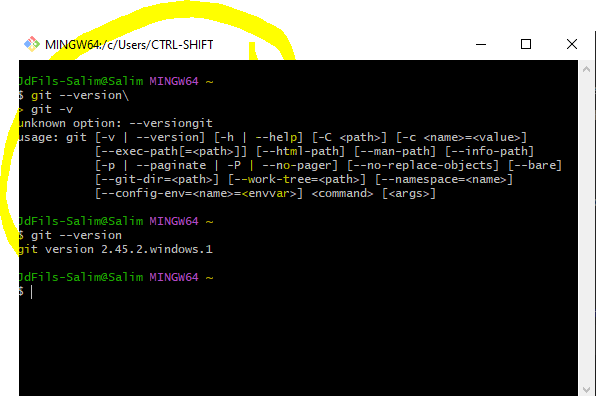 MINGW64:/c/Users/CTRL-SHIFT
JdFils-Salim@Salim MINGW64 ~
$ git --version\
> git -v
unknown option: --versiongit
usage: git [-v | --version] [-h | --help] [-C <path>] [-c <name>=<value>]
[--exec-path[=<path>]] [--html-path] [--man-path] [--info-path]
[-p | --paginate | -P | --no-pager] [--no-replace-objects] [--bare]
[--git-dir=<path>] [--work-tree=<path>] [--namespace=<name>]
[--config-env=<name>=<envvar>] <command> [<args>]
JdFils-Salim@Salim MINGW64 ~
$ git --version
git version 2.45.2.windows.1
JdFils-Salim@Salim MINGW64 ~
$